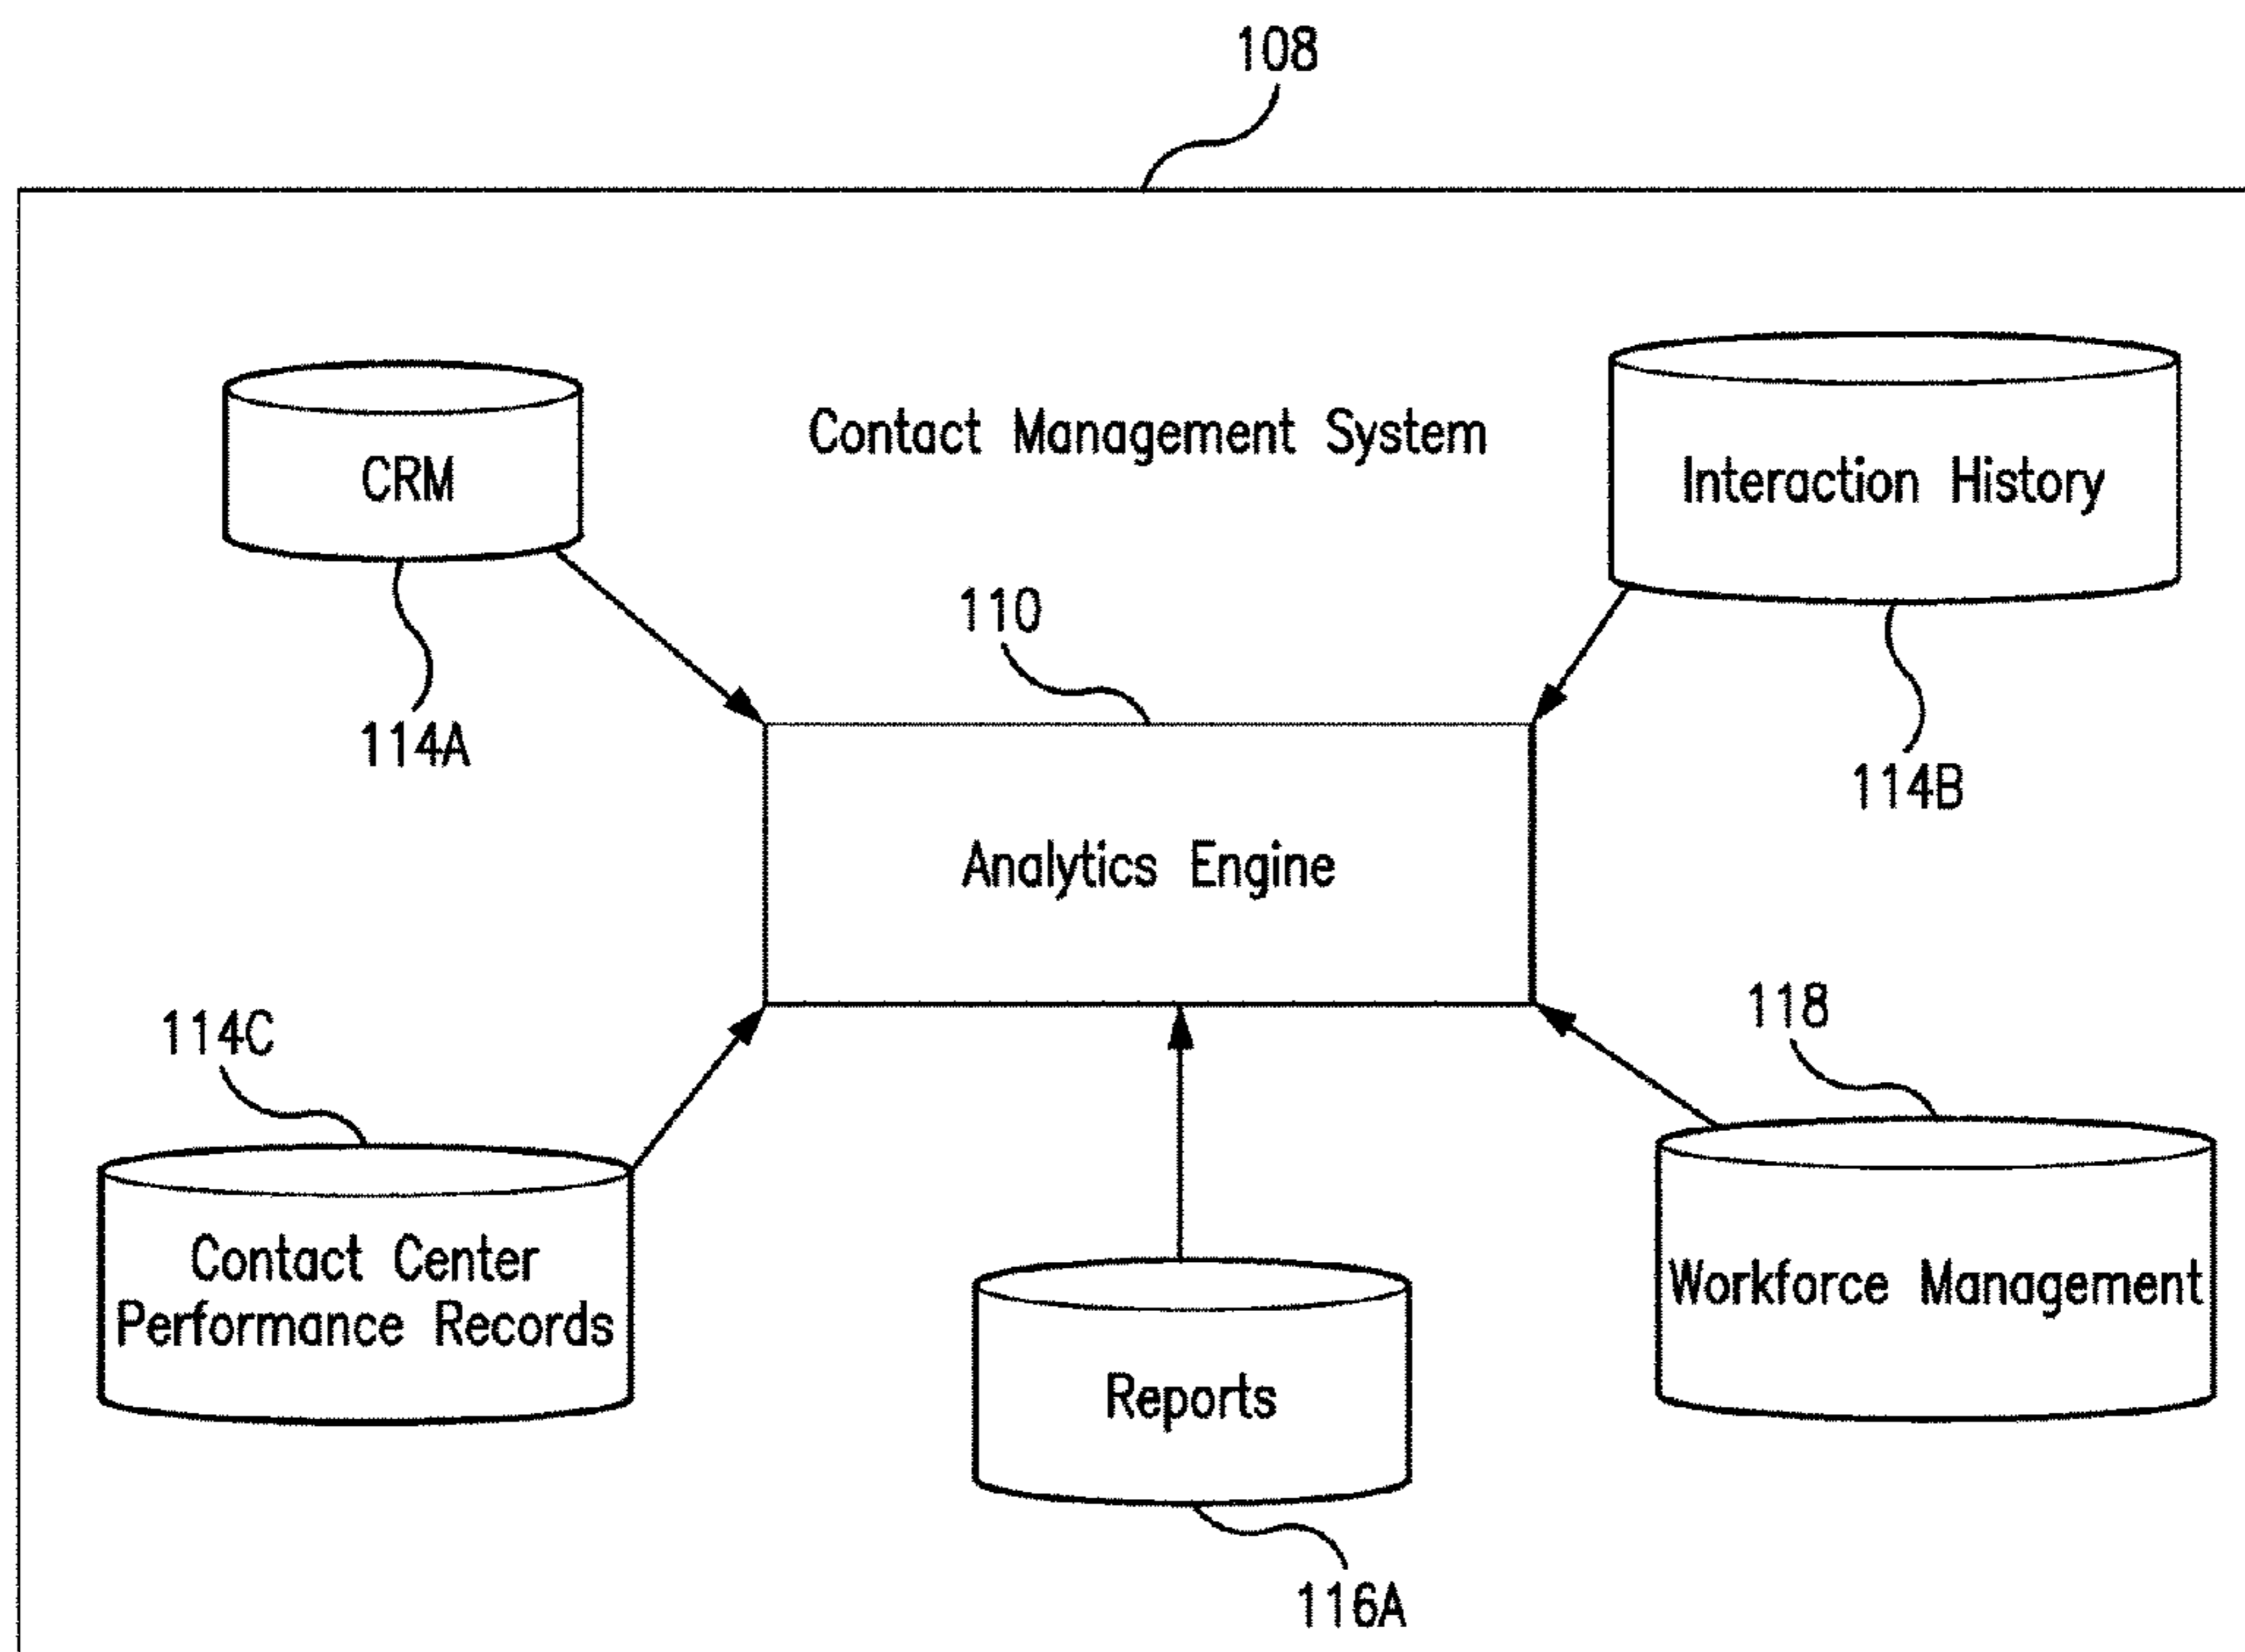 108
Contact Management System
CRM
Interaction History
110
114A
114B
Analytics Engine
114C
118
Contact Center
Performance Records
Workforce Management
Reports
116A